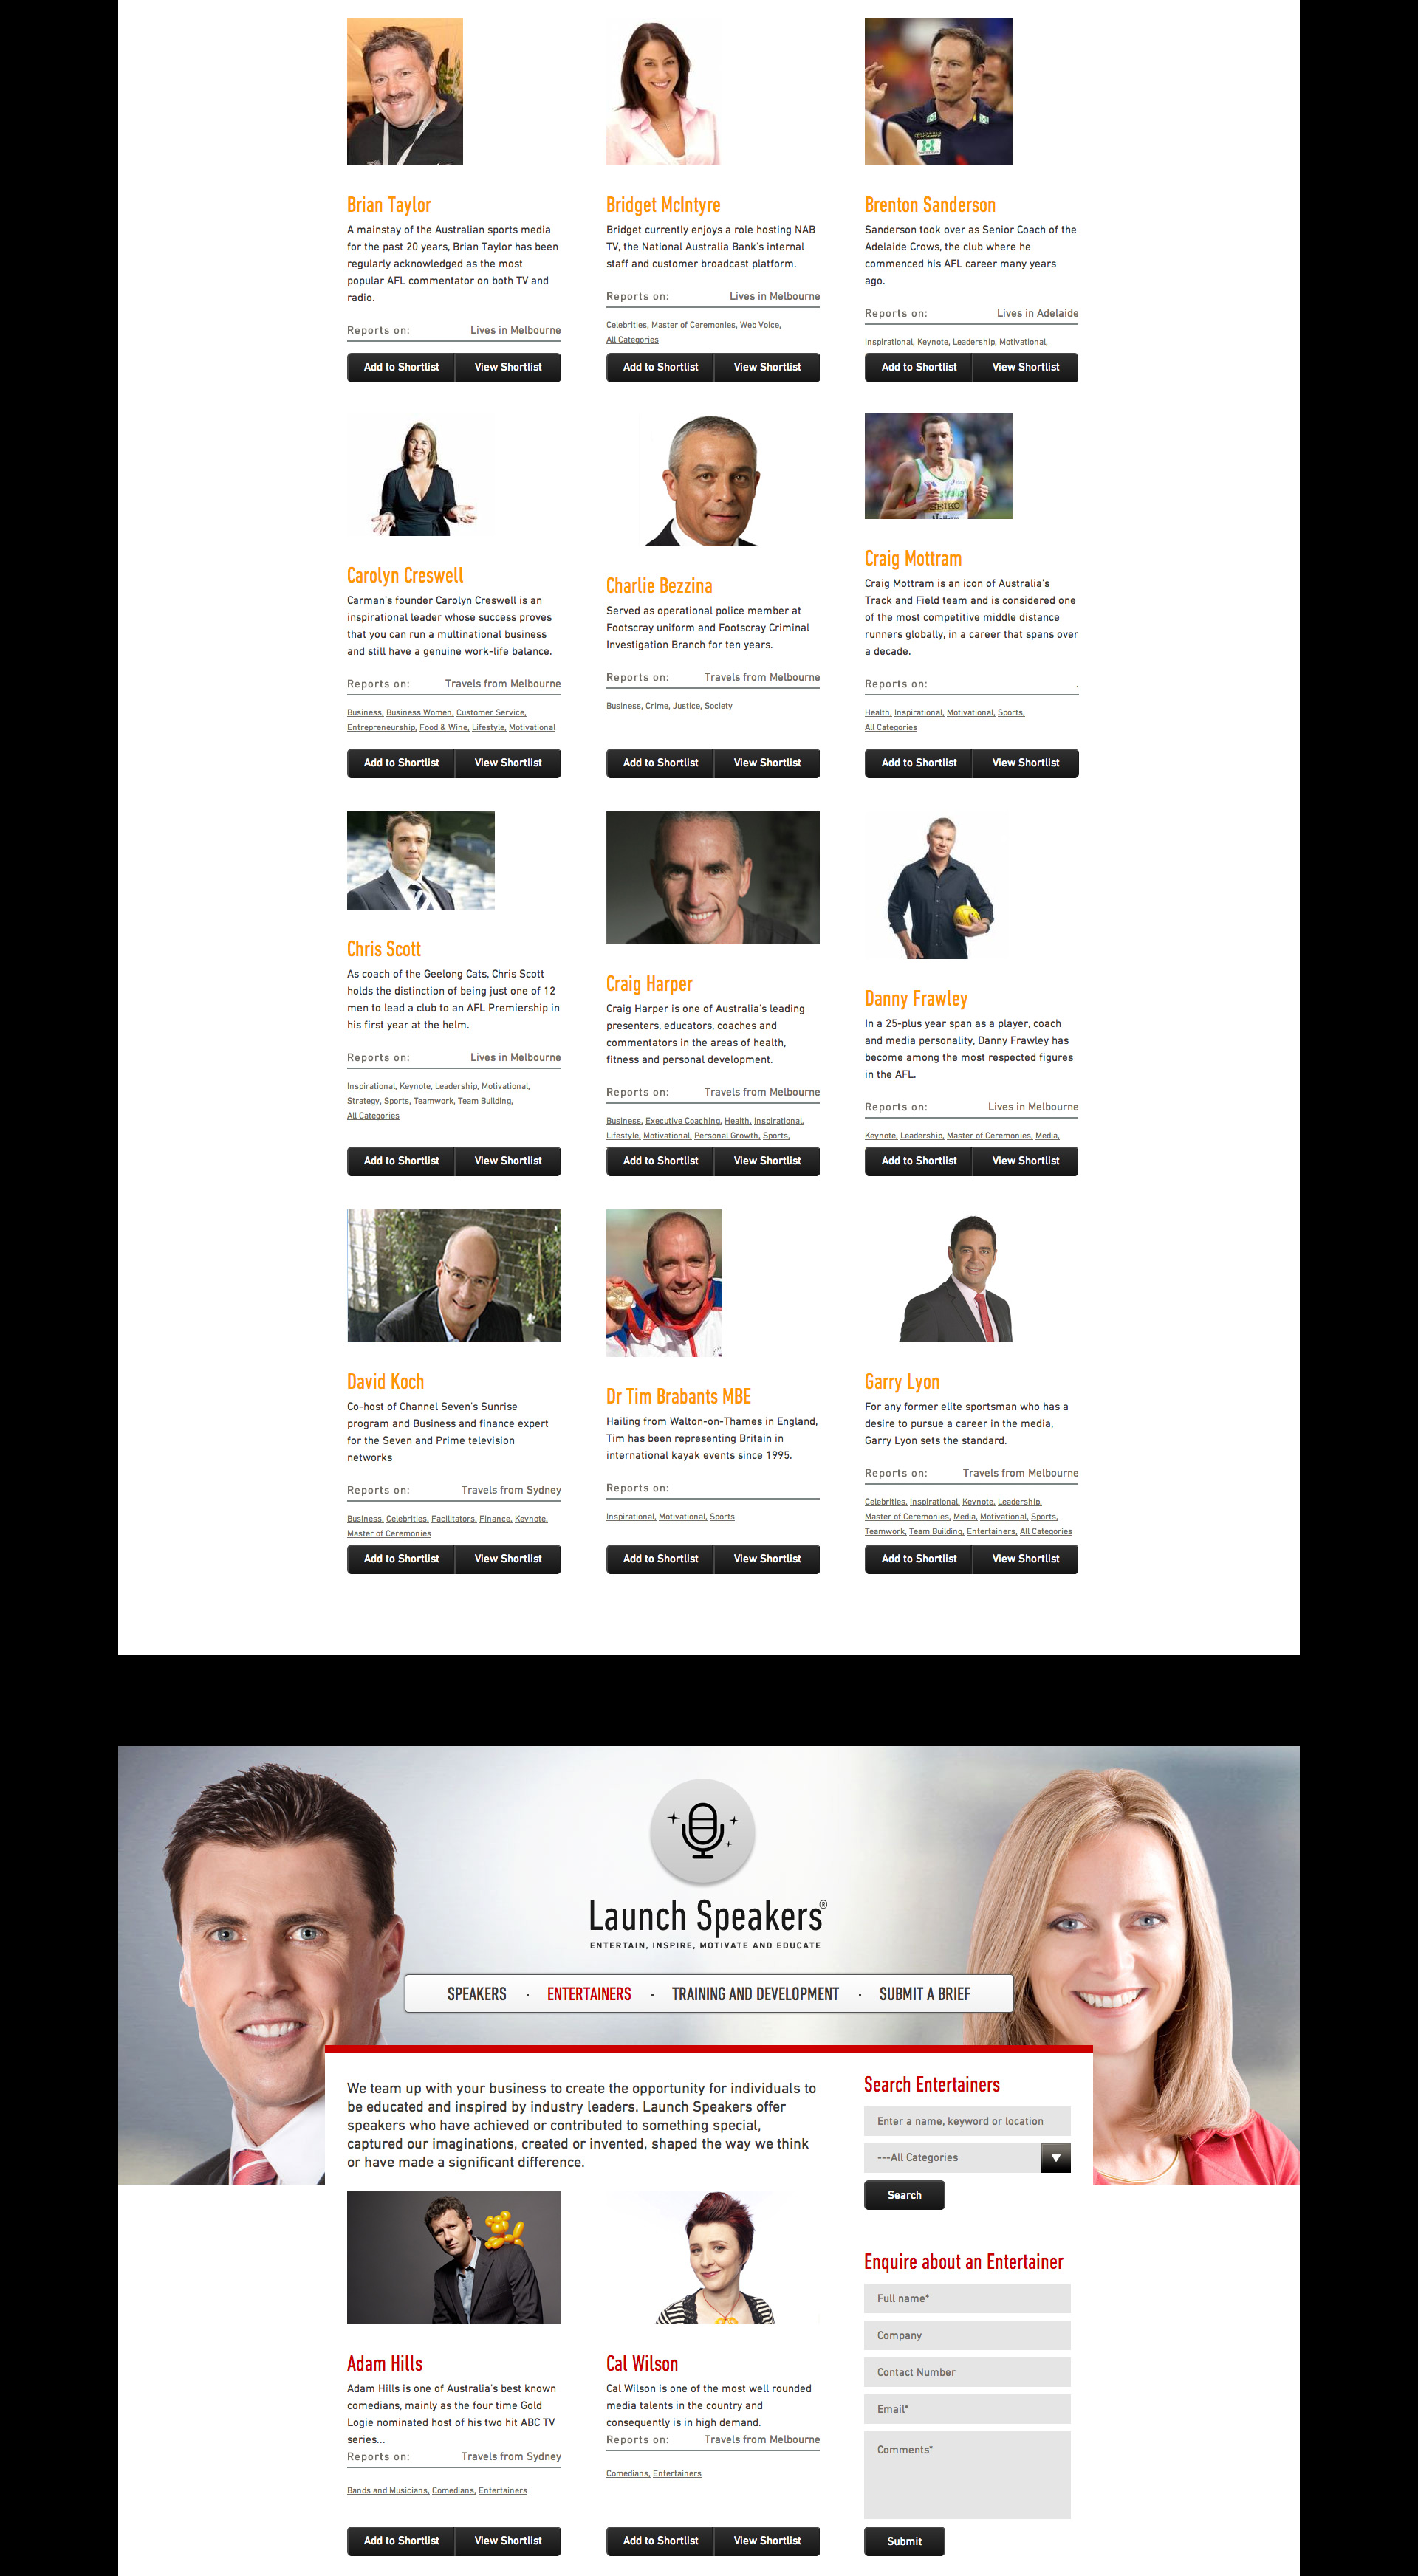 Brian Taylor
A mainstay of the Australian sports media
for the past 20 years, Brian Taylor has been
regularly acknowledged as the most
popular AFL commentator on both TV and
radio.
Reports on: Lives in Melbourne
Add to Shortlist View Shortlist
Bridget McIntyre
Bridget currently enjoys a role hosting NAB
TV, the National Australia Bank's internal
staff and customer broadcast platform.
Reports on: Lives in Melbourne
Celebrities, Master of Ceremonies, Web Voice,
All Categories
Add to Shortlist View Shortlist
Brenton Sanderson
Sanderson took over as Senior Coach of the
Adelaide Crows, the club where he
commenced his AFL career many years
ago.
Reports on: Lives in Adelaide
Inspirational, Keynote, Leadership, Motivational,
Add to Shortlist View Shortlist
Carolyn Creswell
Carman's founder Carolyn Creswell is an
inspirational leader whose success proves
that you can run a multinational business
and still have a genuine work-life balance.
Reports on: Travels from Melbourne
Business, Business Women, Customer Service,
Entrepreneurship, Food & Wine, Lifestyle, Motivational
Add to Shortlist View Shortlist
Charlie Bezzina
Served as operational police member at
Footscray uniform and Footscray Criminal
Investigation Branch for ten years.
Reports on: Travels from Melbourne
Business, Crime, Justice, Society
Add to Shortlist View Shortlist
SEIKO
Craig Mottram
Craig Mottram is an icon of Australia's
Track and Field team and is considered one
of the most competitive middle distance
runners globally, in a career that spans over
a decade.
Reports on: .
Health, Inspirational, Motivational, Sports,
All Categories
Add to Shortlist View Shortlist
Chris Scott
As coach of the Geelong Cats, Chris Scott
holds the distinction of being just one of 12
men to lead a club to an AFL Premiership in
his first year at the helm.
Reports on: Lives in Melbourne
Inspirational, Keynote, Leadership, Motivational,
Strategy, Sports, Teamwork, Team Building,
All Categories
Add to Shortlist View Shortlist
Craig Harper
Craig Harper is one of Australia's leading
presenters, educators, coaches and
commentators in the areas of health,
fitness and personal development.
Reports on: Travels from Melbourne
Business, Executive Coaching, Health, Inspirational,
Lifestyle, Motivational, Personal Growth, Sports,
Add to Shortlist View Shortlist
Danny Frawley
In a 25-plus year span as a player, coach
and media personality, Danny Frawley has
become among the most respected figures
in the AFL.
Reports on: Lives in Melbourne
Keynote, Leadership, Master of Ceremonies, Media,
Add to Shortlist View Shortlist
David Koch
Co-host of Channel Seven's Sunrise
program and Business and finance expert
for the Seven and Prime television
networks
Reports on: Travels from Sydney
Business, Celebrities, Facilitators, Finance, Keynote,
Master of Ceremonies
Add to Shortlist View Shortlist
Dr Tim Brabants MBE
Hailing from Walton-on-Thames in England,
Tim has been representing Britain in
international kayak events since 1995.
Reports on:
Inspirational, Motivational, Sports
Add to Shortlist View Shortlist
Garry Lyon
For any former elite sportsman who has a
desire to pursue a career in the media,
Garry Lyon sets the standard.
Reports on: Travels from Melbourne
Celebrities, Inspirational, Keynote, Leadership,
Master of Ceremonies, Media, Motivational, Sports,
Teamwork, Team Building, Entertainers, All Categories
Add to Shortlist View Shortlist
Launch Speakers®
ENTERTAIN, INSPIRE, MOTIVATE AND EDUCATE
SPEAKERS · ENTERTAINERS · TRAINING AND DEVELOPMENT · SUBMIT A BRIEF
We team up with your business to create the opportunity for individuals to
be educated and inspired by industry leaders. Launch Speakers offer
speakers who have achieved or contributed to something special,
captured our imaginations, created or invented, shaped the way we think
or have made a significant difference.
Search Entertainers
Enter a name, keyword or location
---All Categories
Search
Adam Hills
Adam Hills is one of Australia's best known
comedians, mainly as the four time Gold
Logie nominated host of his two hit ABC TV
series...
Reports on: Travels from Sydney
Bands and Musicians, Comedians, Entertainers
Add to Shortlist View Shortlist
Cal Wilson
Cal Wilson is one of the most well rounded
media talents in the country and
consequently is in high demand.
Reports on: Travels from Melbourne
Comedians, Entertainers
Add to Shortlist View Shortlist
Enquire about an Entertainer
Full name*
Company
Contact Number
Email*
Comments*
Submit